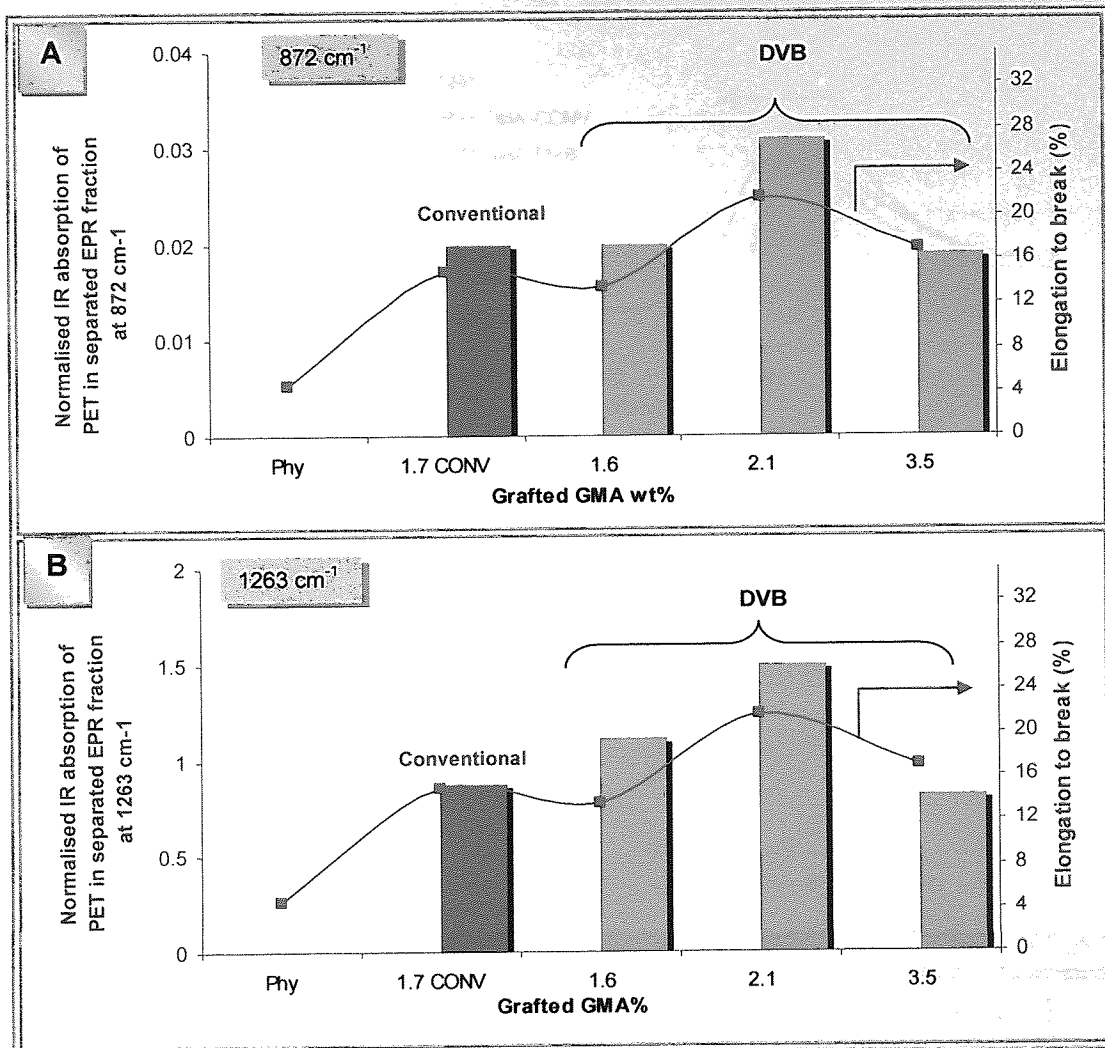 A
872 cm-1
DVB
Conventional
Normalised IR absorption of
PET in separated EPR fraction
at 872 cm-1
0.04
0.03
0.02
0.01
0
32
28
24
20
16
12
8
4
0
Elongation to break (%)
Phy
1.7 CONV
1.6
2.1
3.5
Grafted GMA wt%
B
1263 cm-1
DVB
Conventional
Normalised IR absorption of
PET in separated EPR fraction
at 1263 cm-1
2
1.5
1
0.5
0
32
28
24
20
16
12
8
4
0
Elongation to break (%)
Phy
1.7 CONV
1.6
2.1
3.5
Grafted GMA%